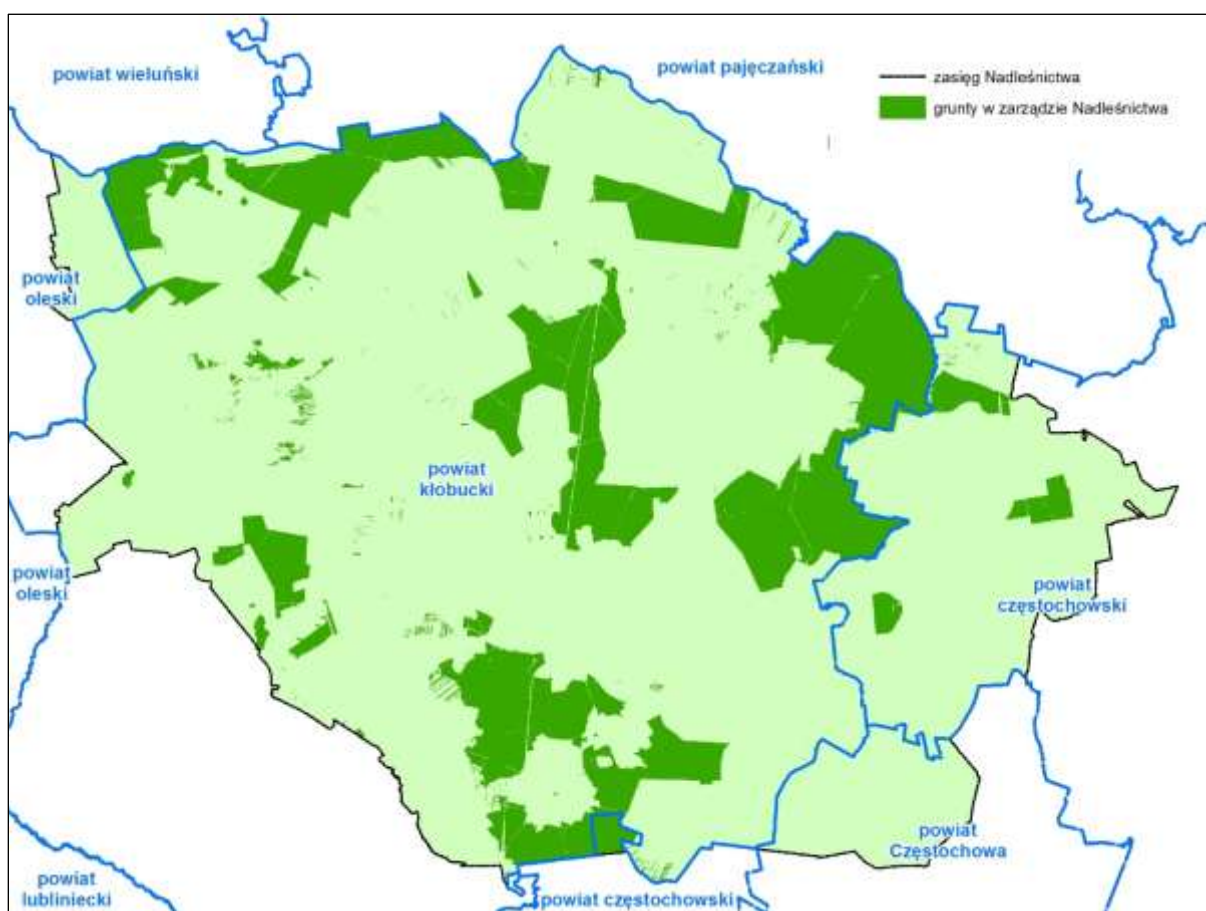 powiat wieluński
powiat pajęczański
zasięg Nadleśnictwa
grunty w zarządzie Nadleśnictwa
powiat
oleski
powiat
kłobucki
powiat
oleski
powiat
częstochowski
powiat
Częstochowa
powiat
lubliniecki
powiat częstochowski